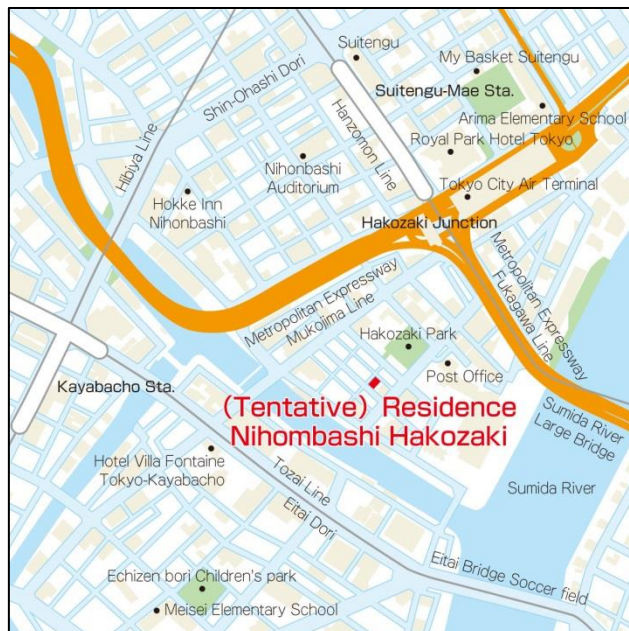 Suitengu
My Basket Suitengu
Shin-Ohashi Dori
Suitengu-Mae Sta.
Arima Elementary School
Hanzomon Line
Royal Park Hotel Tokyo
Hibiya Line
Nihonbashi
Auditorium
Tokyo City Air Terminal
Hokke Inn
Nihonbashi
Hakozaki Junction
Metropolitan Expressway
Fukagawa Line
Metropolitan Expressway
Mukojima Line
Hakozaki Park
Post Office
Kayabacho Sta.
(Tentative) Residence
Nihombashi Hakozaki
Sumida River
Large Bridge
Hotel Villa Fontaine
Tokyo-Kayabacho
Tozai Line
Eitai Dori
Sumida River
Eitai Bridge Soccer field
Echizen bori Children's park
Meisei Elementary School